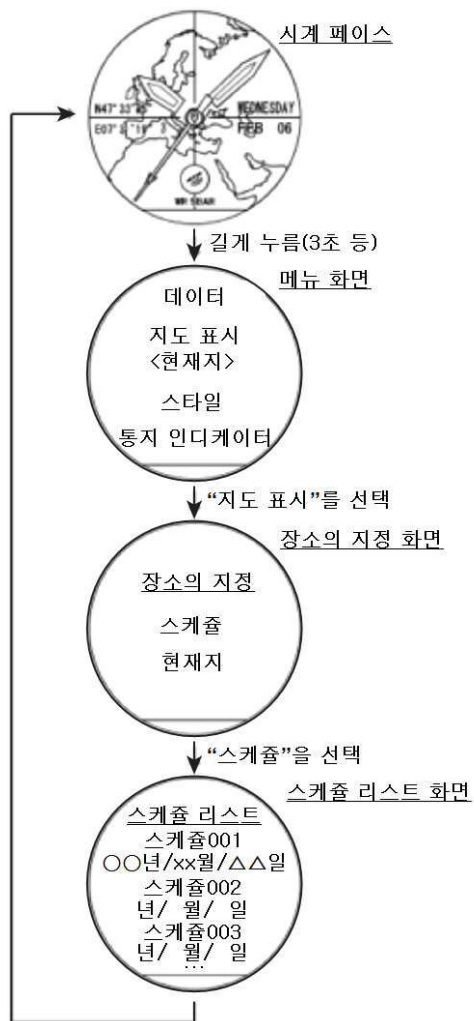 시계 페이스
WEDNESDAY
FEB 06
길게 누름(3초 등)
메뉴 화면
데이터
지도 표시
<현재지>
스타일
통지 인디케이터
“지도 표시”를 선택
장소의 지정 화면
장소의 지정
스케쥴
현재지
“스케쥴”을 선택
스케쥴 리스트 화면
스케쥴 리스트
스케쥴001
○○년/xx월/△△일
스케쥴002
년/ 월/ 일
스케쥴003
년/ 월/ 일
...